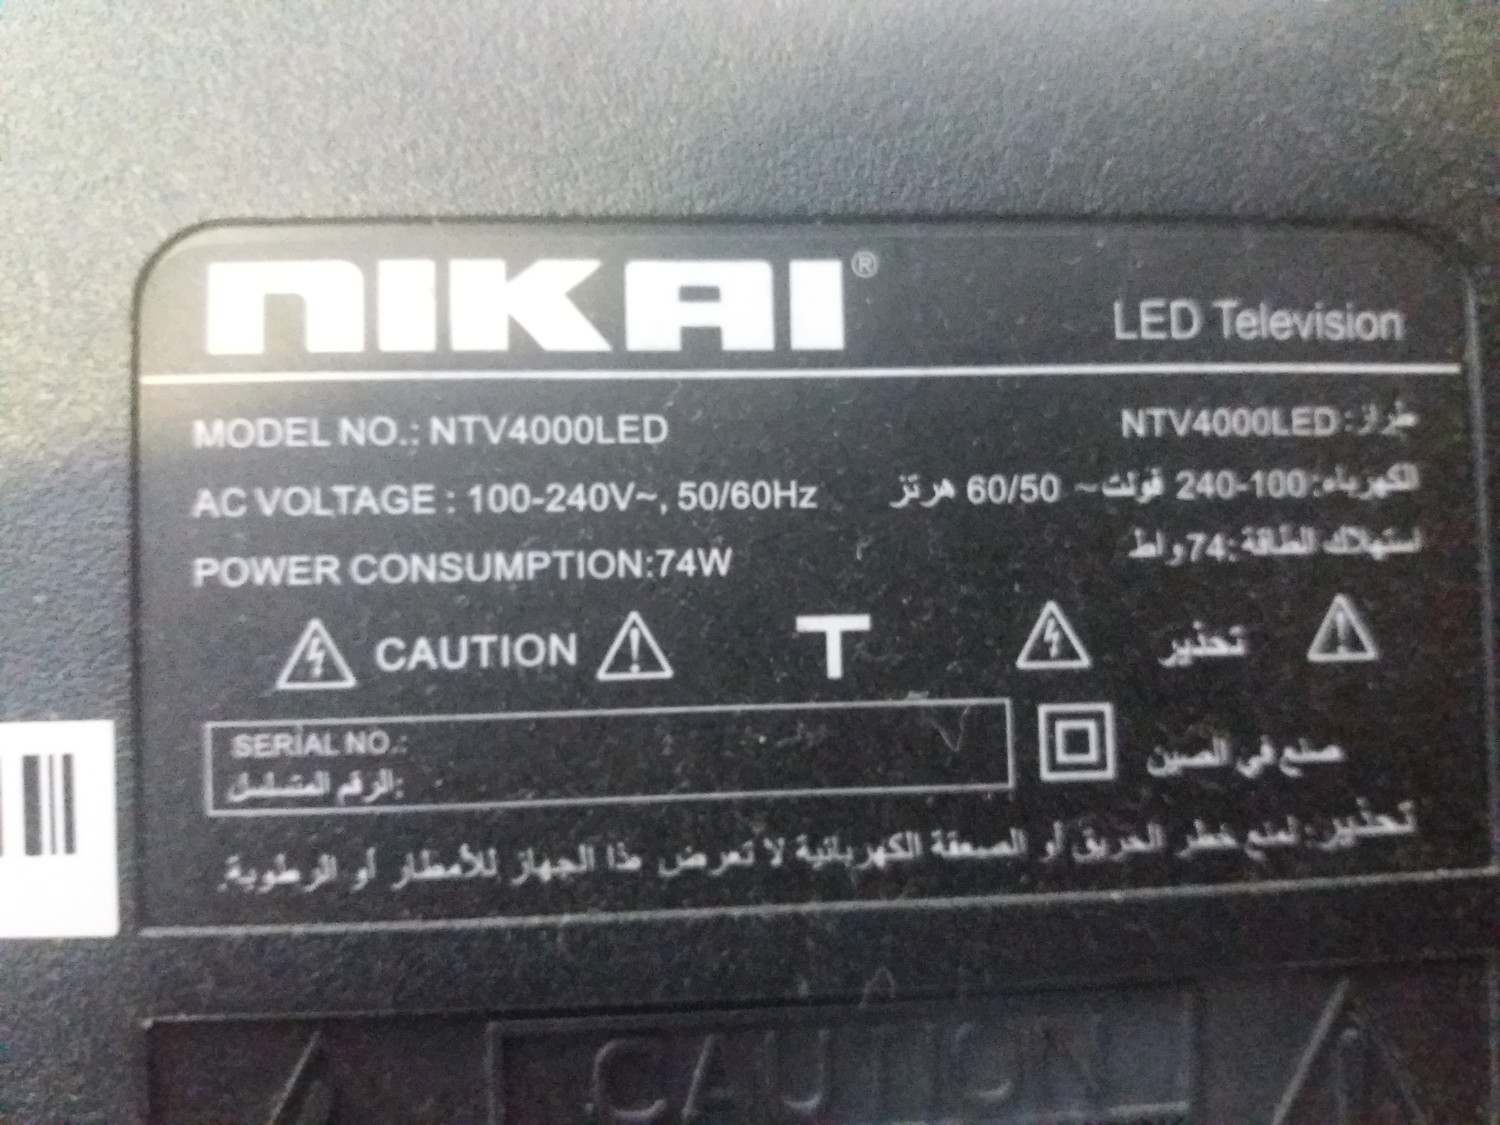 NIKAI®
LED Television
MODEL NO.: NTV4000LED
طراز: NTV4000LED
AC VOLTAGE : 100-240V~, 50/60Hz
الكهرباء: 100-240 فولت~ 60/50 هرتز
POWER CONSUMPTION:74W
استهلاك الطاقة: 74واط
CAUTION
T
تحذير
SERIAL NO.:
الرقم المتسلسل:
صنع في الصين
تحذير: لمنع خطر الحريق أو الصعقة الكهربائية لا تعرض هذا الجهاز للأمطار أو الرطوبة.
CAUTION